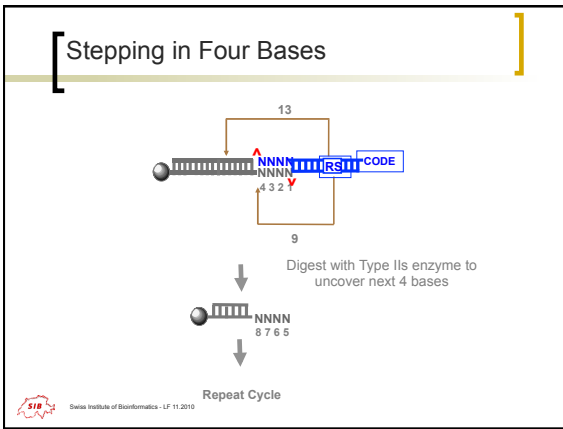 Stepping in Four Bases
13
NNNN
RS
CODE
NNNN
4 3 2 1
9
Digest with Type IIs enzyme to
uncover next 4 bases
NNNN
8 7 6 5
Repeat Cycle
SIB
Swiss Institute of Bioinformatics - LF 11.2010